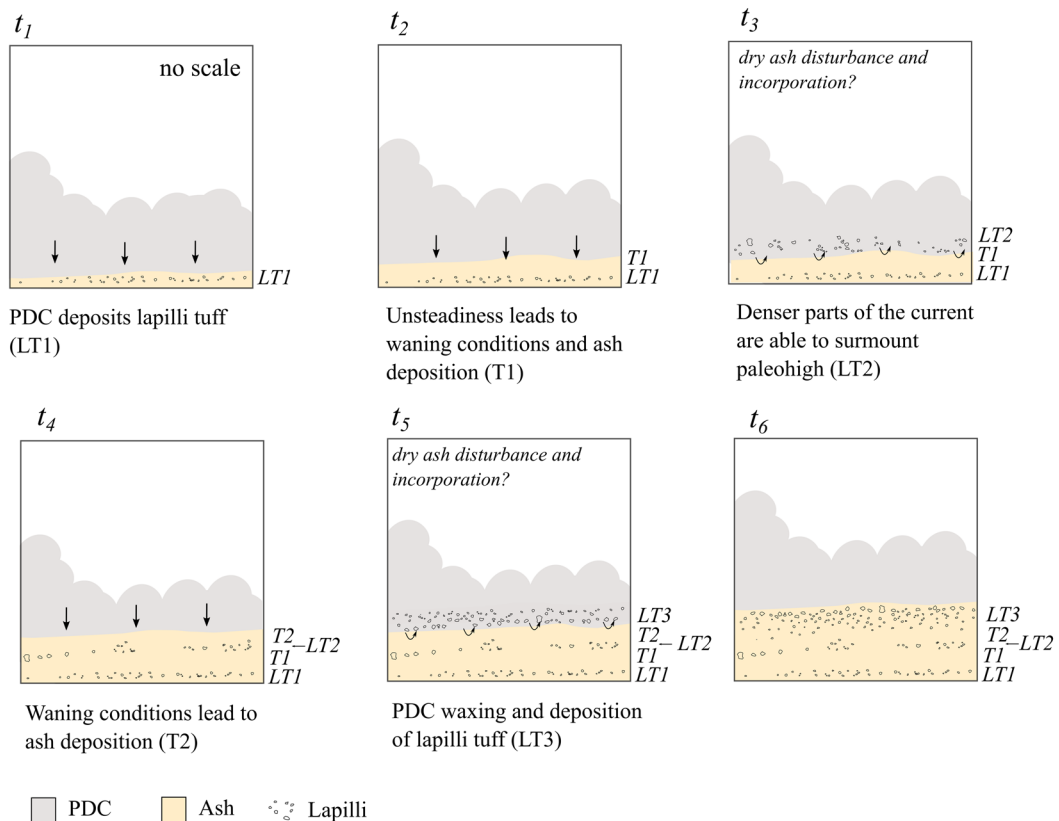 t1
no scale
LT1
PDC deposits lapilli tuff
(LT1)
t2
T1
LT1
Unsteadiness leads to
waning conditions and ash
deposition (T1)
t3
dry ash disturbance and
incorporation?
LT2
T1
LT1
Denser parts of the current
are able to surmount
paleohigh (LT2)
t4
T2
LT2
T1
LT1
Waning conditions lead to
ash deposition (T2)
t5
dry ash disturbance and
incorporation?
LT3
T2
LT2
T1
LT1
PDC waxing and deposition
of lapilli tuff (LT3)
t6
LT3
T2
LT2
T1
LT1
PDC
Ash
Lapilli